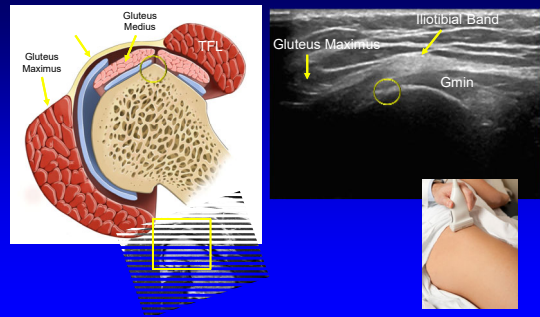 Gluteus
Medius
TFL
Gluteus
Maximus
Iliotibial Band
Gluteus Maximus
Gmin